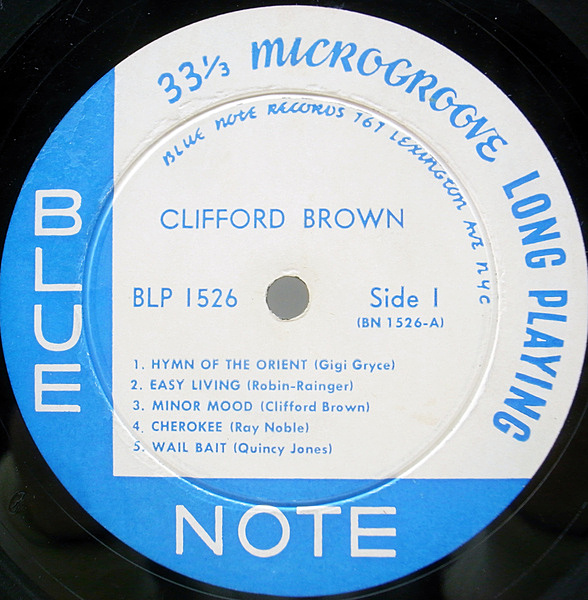 33⅓ MICROGROOVE LONG PLAYING
BLUE NOTE RECORDS 767 LEXINGTON AVE NYC
BLUE
CLIFFORD BROWN
BLP 1526
Side 1
(BN 1526-A)
1. HYMN OF THE ORIENT (Gigi Gryce)
2. EASY LIVING (Robin-Rainger)
3. MINOR MOOD (Clifford Brown)
4. CHEROKEE (Ray Noble)
5. WAIL BAIT (Quincy Jones)
NOTE